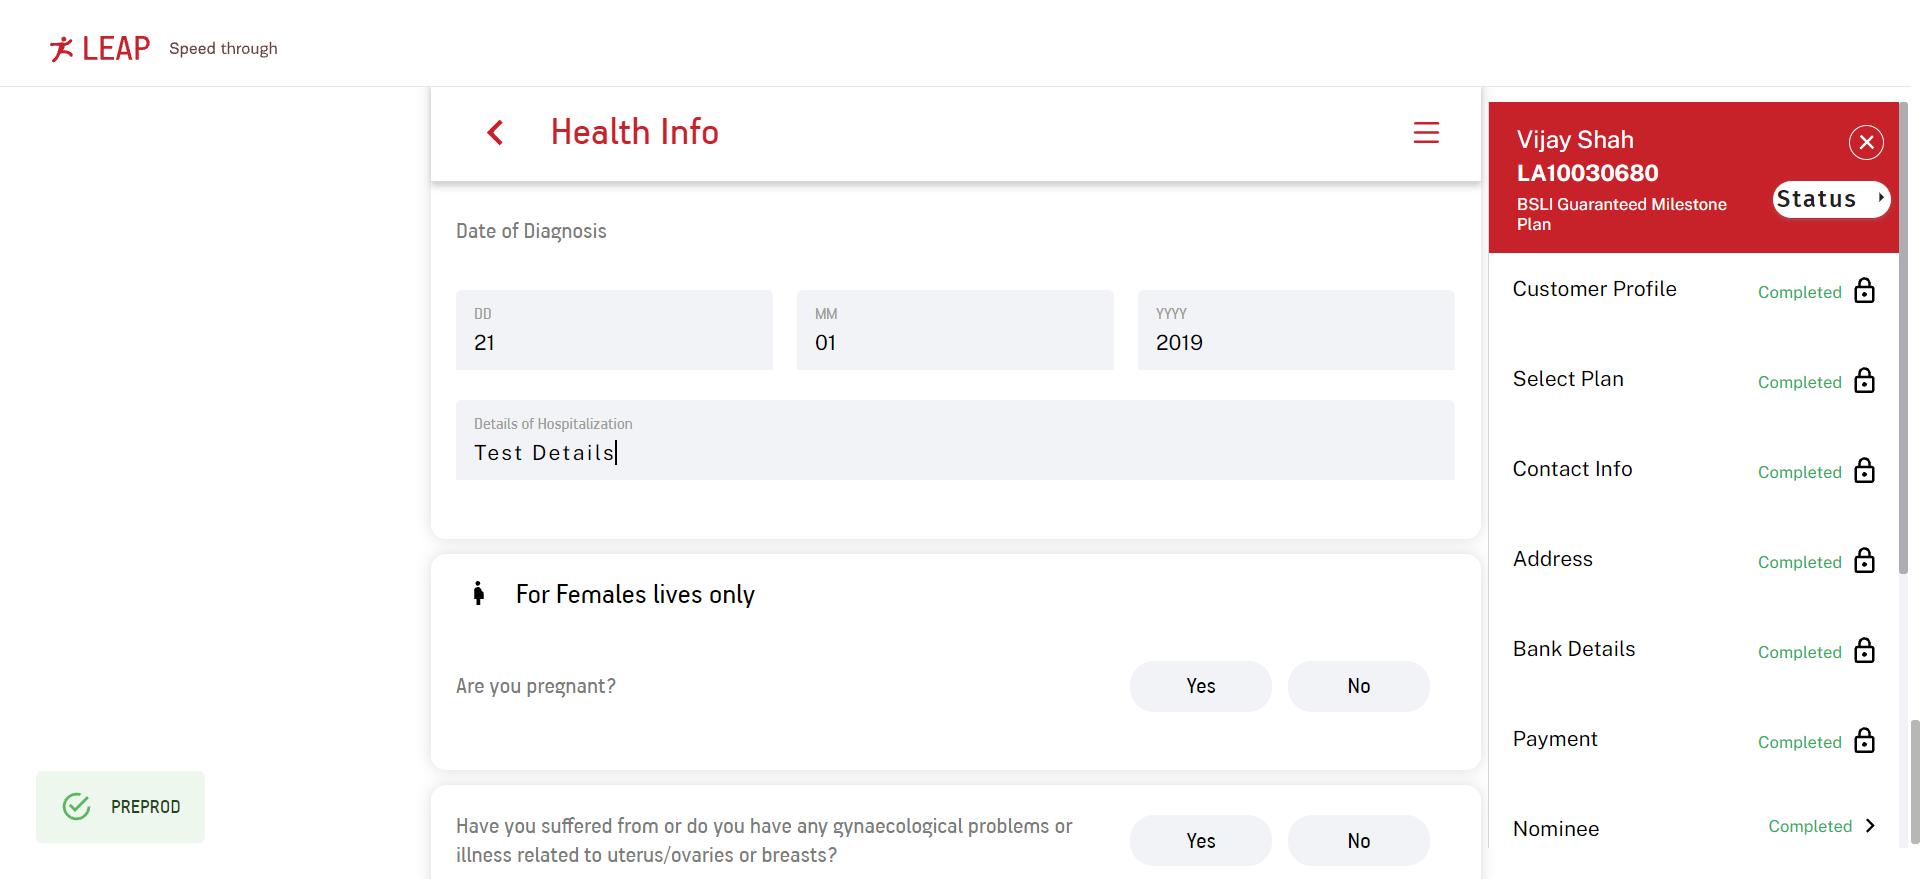 LEAP Speed through
Health Info
Date of Diagnosis
DD
21
MM
01
YYYY
2019
Details of Hospitalization
Test Details
For Females lives only
Are you pregnant?
Yes
No
Have you suffered from or do you have any gynaecological problems or
illness related to uterus/ovaries or breasts?
Yes
No
PREPROD
Vijay Shah
LA10030680
BSLI Guaranteed Milestone
Plan
Status
Customer Profile Completed
Select Plan Completed
Contact Info Completed
Address Completed
Bank Details Completed
Payment Completed
Nominee Completed